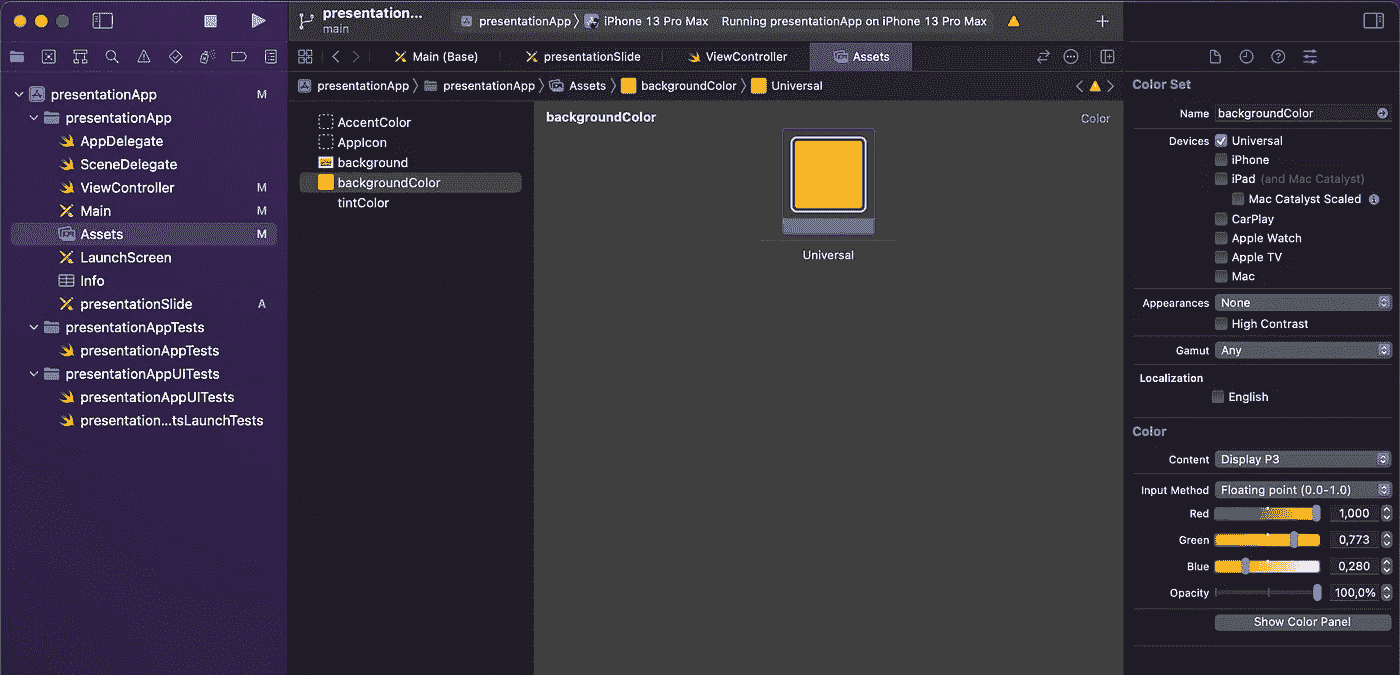 presentation... presentationApp 〉 iPhone 13 Pro Max Running presentationApp on iPhone 13 Pro Max
main
Main (Base) presentationSlide ViewController Assets
presentationApp 〉 presentationApp 〉 Assets 〉 backgroundColor 〉 Universal
presentationApp M
presentationApp
AppDelegate
SceneDelegate
ViewController M
Main M
Assets M
LaunchScreen
Info
presentationSlide A
presentationAppTests
presentationAppTests
presentationAppUITests
presentationAppUITests
presentation...tsLaunchTests
AccentColor
AppIcon
background
backgroundColor
tintColor
backgroundColor Color
Universal
Color Set
Name backgroundColor
Devices Universal
iPhone
iPad (and Mac Catalyst)
Mac Catalyst Scaled
CarPlay
Apple Watch
Apple TV
Mac
Appearances None
High Contrast
Gamut Any
Localization
English
Color
Content Display P3
Input Method Floating point (0.0-1.0)
Red 1,000
Green 0,773
Blue 0,280
Opacity 100,0%
Show Color Panel